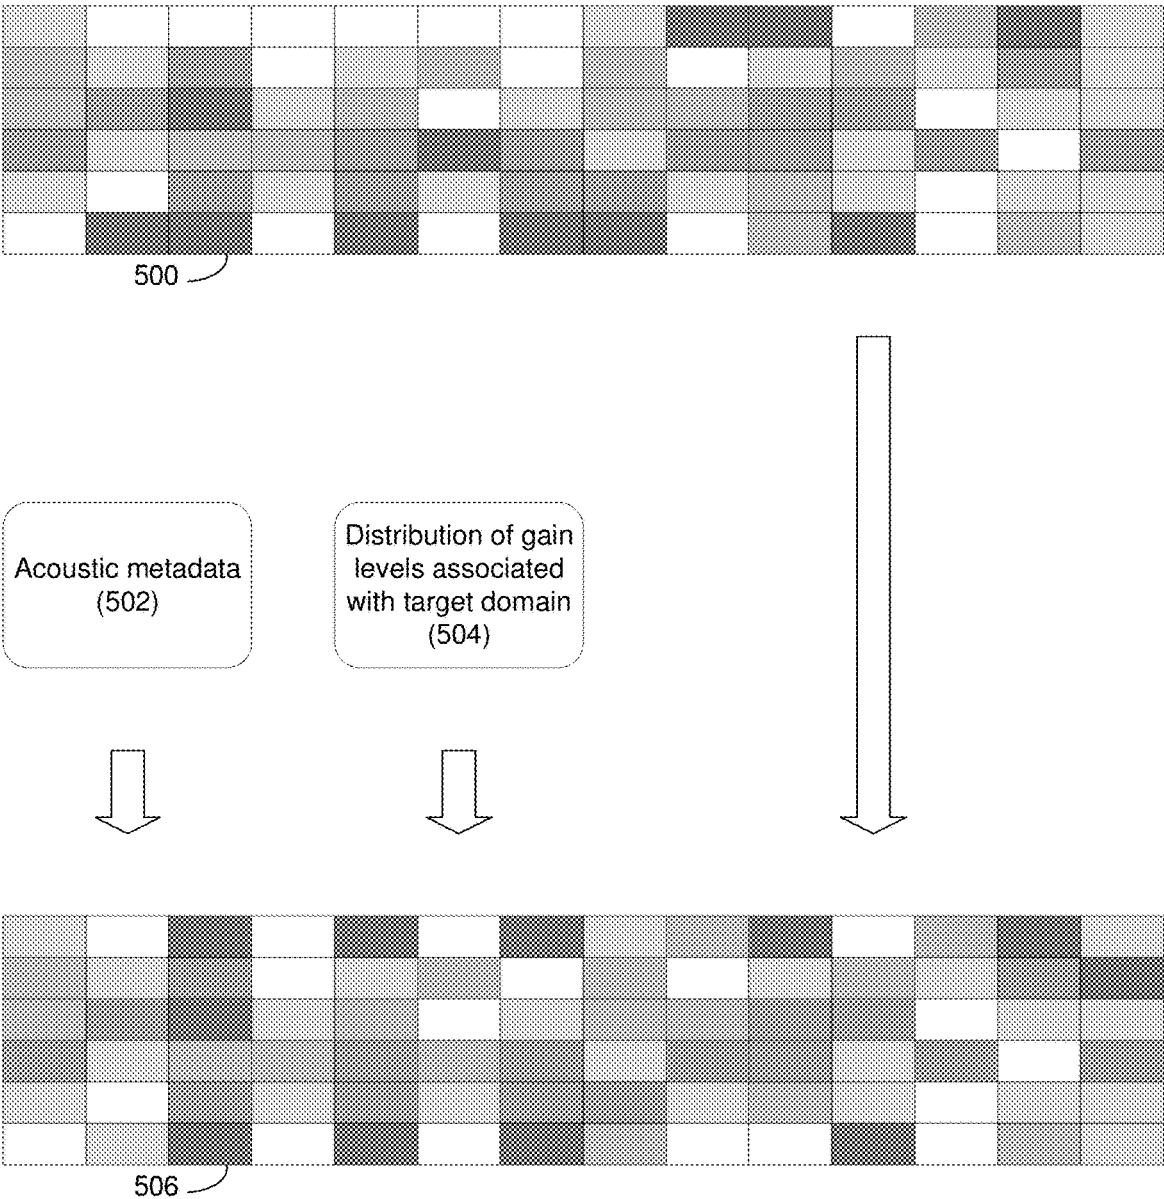 500
Acoustic metadata
(502)
Distribution of gain
levels associated
with target domain
(504)
506